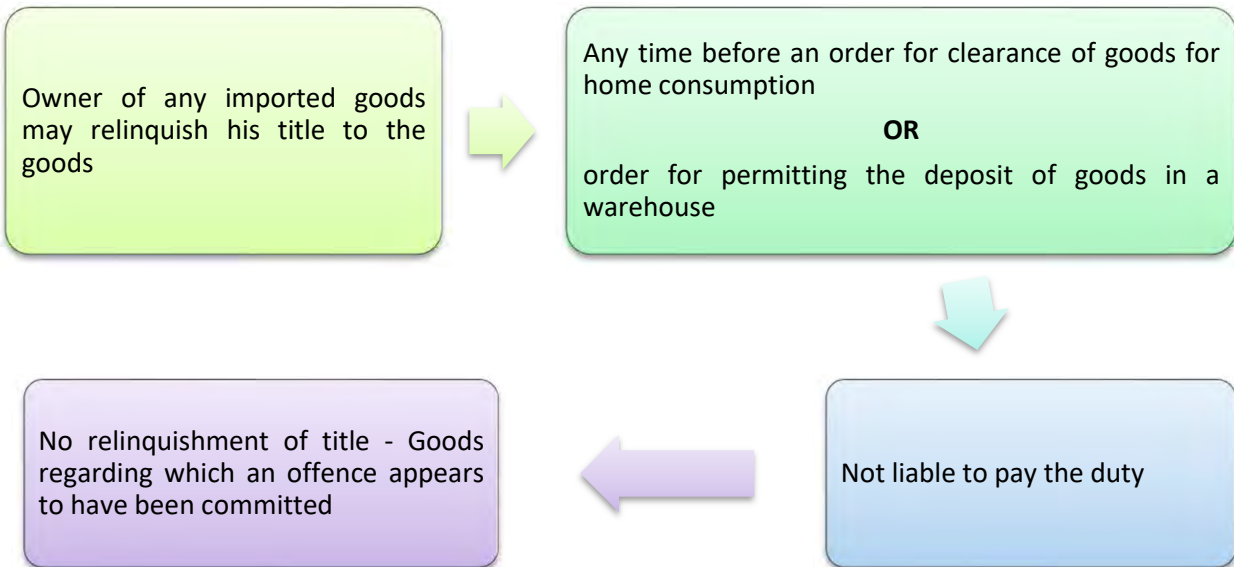 Owner of any imported goods
may relinquish his title to the
goods
Any time before an order for clearance of goods for
home consumption
OR
order for permitting the deposit of goods in a
warehouse
Not liable to pay the duty
No relinquishment of title - Goods
regarding which an offence appears
to have been committed